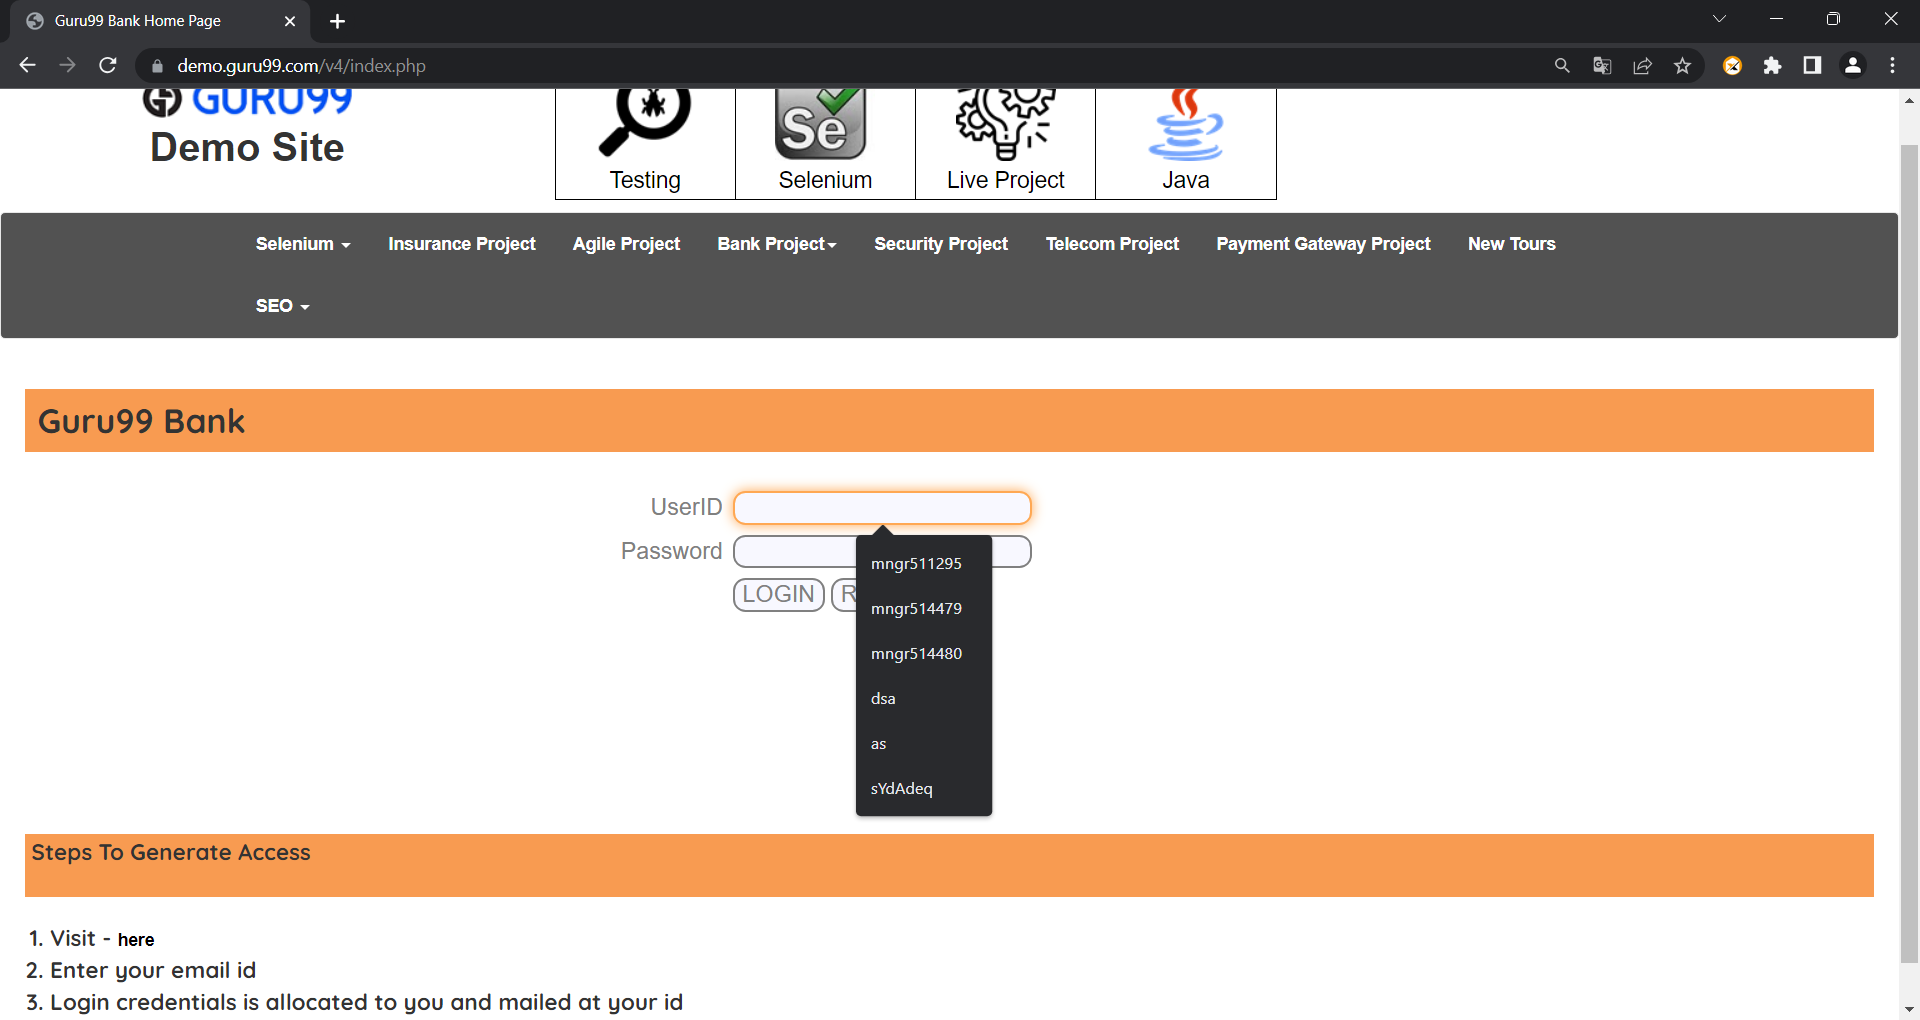 Guru99 Bank Home Page
demo.guru99.com/v4/index.php
GURU99
Demo Site
Se
Testing
Selenium
Live Project
Java
Selenium
Insurance Project
Agile Project
Bank Project
Security Project
Telecom Project
Payment Gateway Project
New Tours
SEO
Guru99 Bank
UserID
Password
LOGIN
R
mngr511295
mngr514479
mngr514480
dsa
as
sYdAdeq
Steps To Generate Access
1. Visit - here
2. Enter your email id
3. Login credentials is allocated to you and mailed at your id